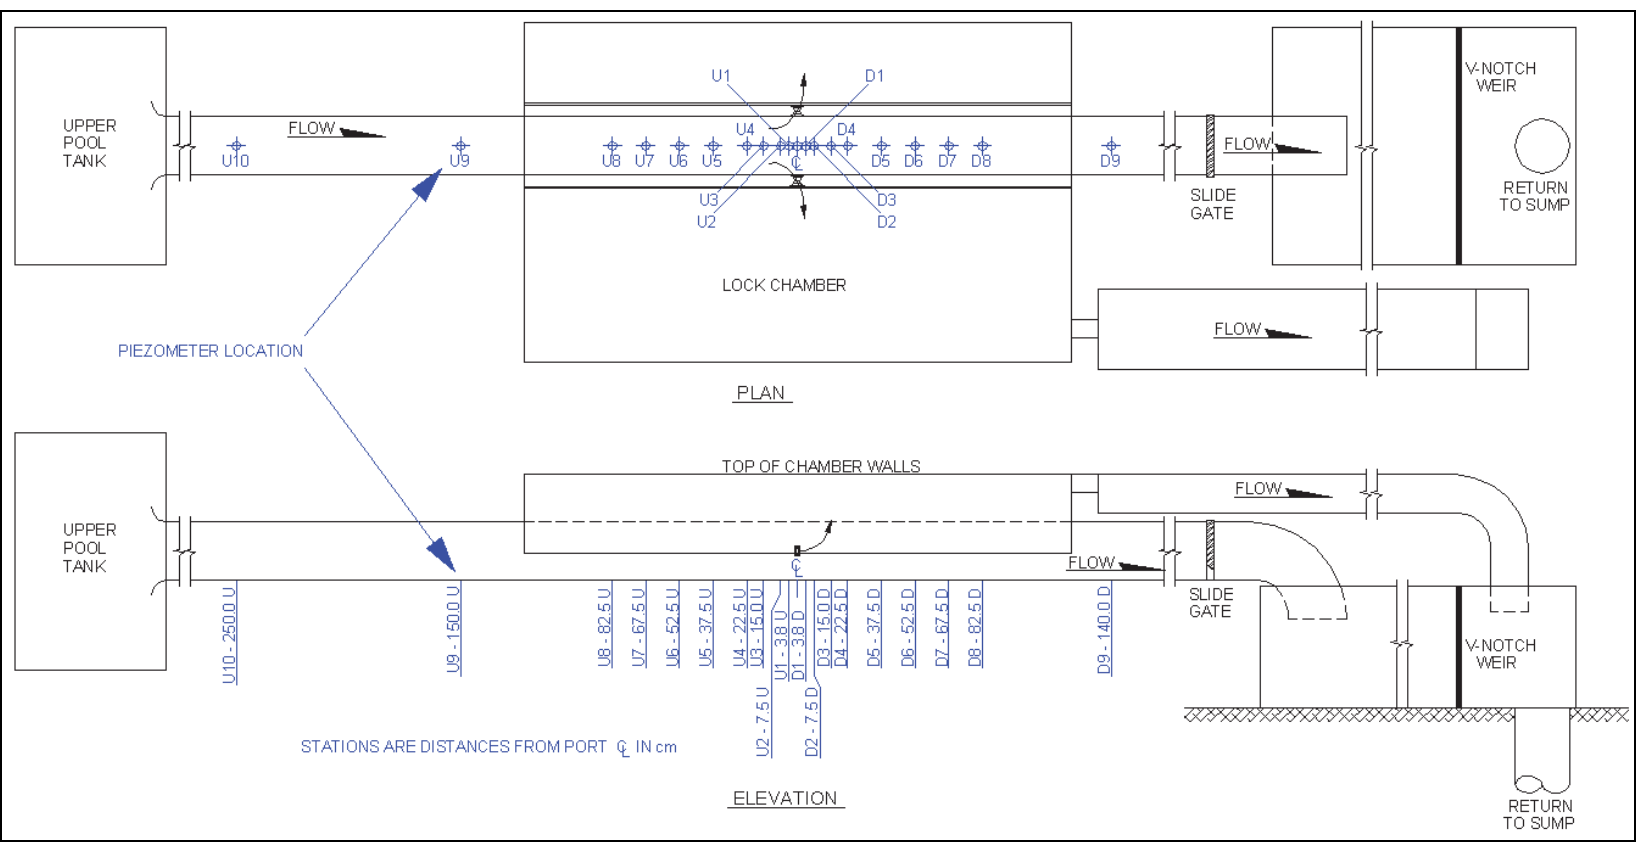 UPPER
POOL
TANK
FLOW
U1
D1
U4
D4
U10
U9
U8
U7
U6
U5
℄
D5
D6
D7
D8
D9
U3
U2
D3
D2
FLOW
SLIDE
GATE
V-NOTCH
WEIR
RETURN
TO SUMP
LOCK CHAMBER
FLOW
PIEZOMETER LOCATION
PLAN
TOP OF CHAMBER WALLS
FLOW
UPPER
POOL
TANK
℄
FLOW
SLIDE
GATE
V-NOTCH
WEIR
U10 - 250.0 U
U9 - 150.0 U
U8 - 82.5 U
U7 - 67.5 U
U6 - 52.5 U
U5 - 37.5 U
U4 - 22.5 U
U3 - 15.0 U
U2 - 7.5 U
U1 - 3.8 U
D1 - 3.8 D
D2 - 7.5 D
D3 - 15.0 D
D4 - 22.5 D
D5 - 37.5 D
D6 - 52.5 D
D7 - 67.5 D
D8 - 82.5 D
D9 - 140.0 D
STATIONS ARE DISTANCES FROM PORT ℄ IN cm
ELEVATION
RETURN
TO SUMP